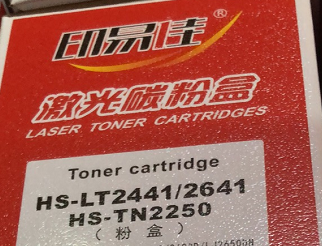 印易佳®
激光碳粉盒
LASER TONER CARTRIDGES
Toner cartridge
HS-LT2441/2641
HS-TN2250
(粉盒)